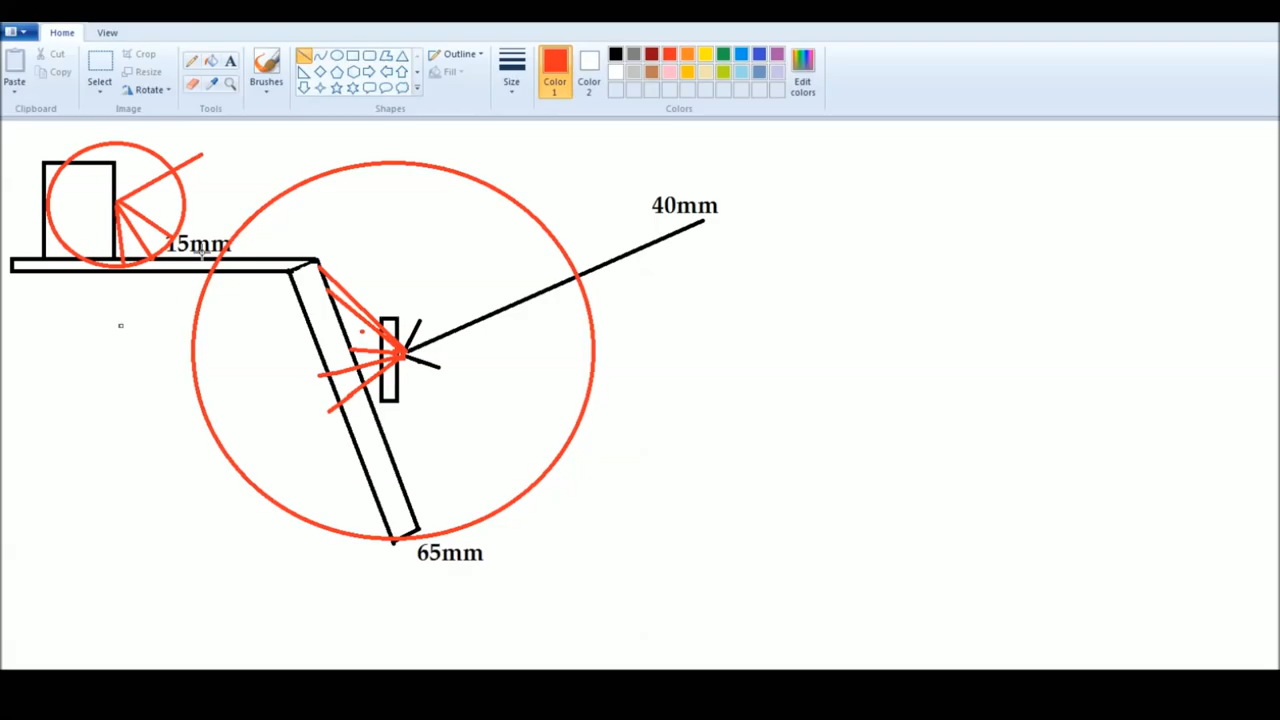 Home View
Cut
Copy
Paste
Clipboard
Crop
Resize
Rotate
Select
Image
A
Tools
Brushes
Outline
Fill
Shapes
Size
Color
1
Color
2
Edit
colors
Colors
40mm
15mm
65mm